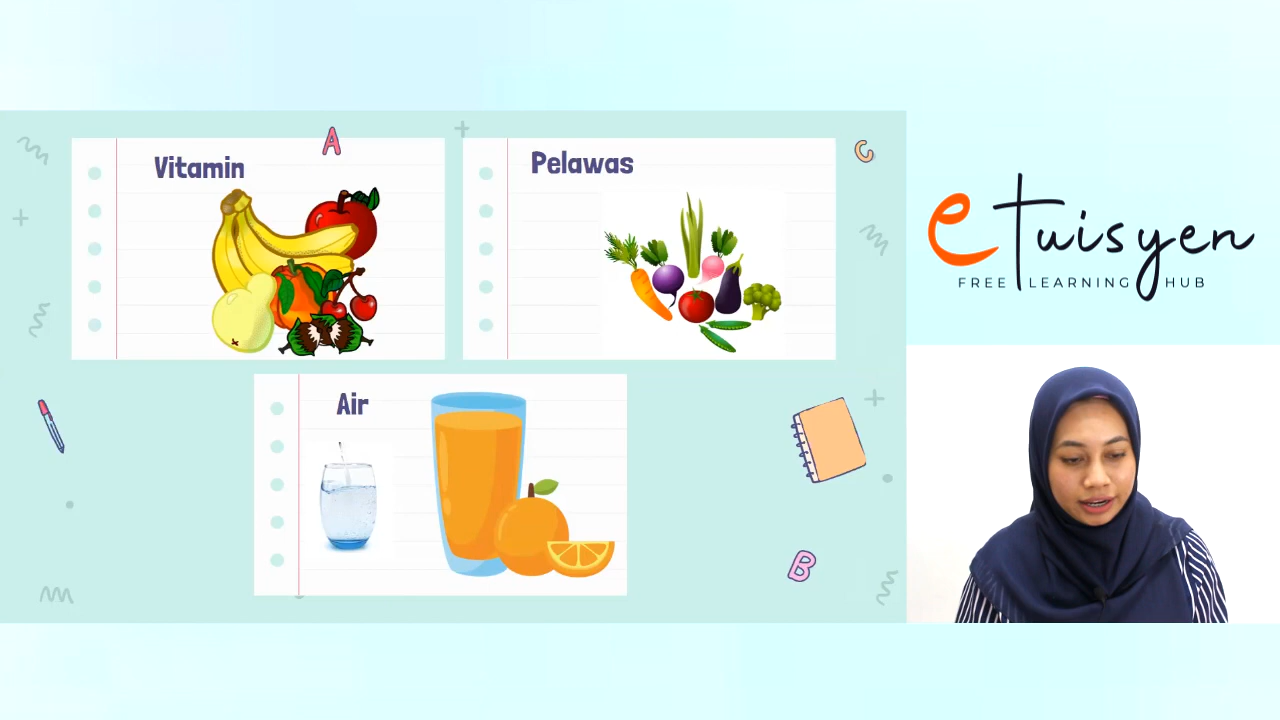 A
C
Vitamin
Pelawas
Air
B
eTuisyen
FREE LEARNING HUB